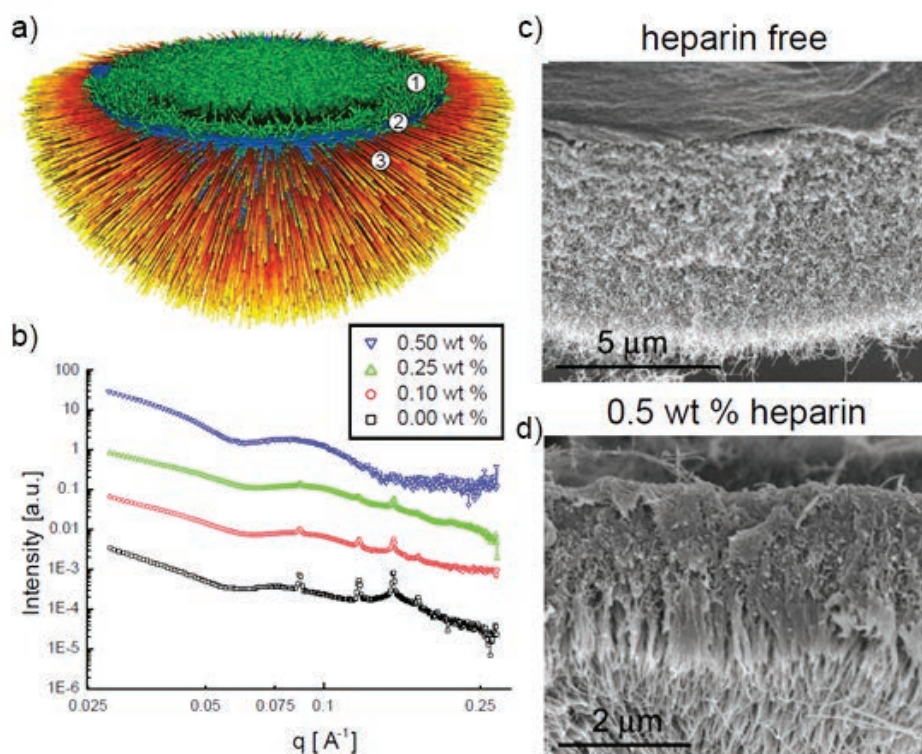 a)
1
2
3
b)
0.50 wt %
0.25 wt %
0.10 wt %
0.00 wt %
100
10
1
0.1
0.01
1E-3
1E-4
1E-5
1E-6
Intensity [a.u.]
0.025
0.05
0.075
0.1
0.25
q [ A⁻¹]
c)
heparin free
5 μm
0.5 wt % heparin
d)
2 μm